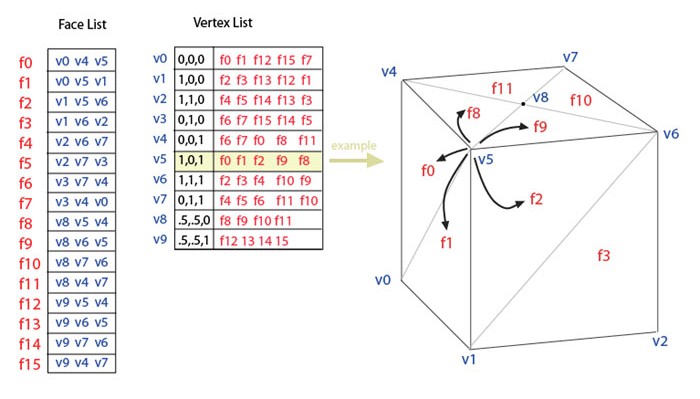 Face List
f0 v0 v4 v5
f1 v0 v5 v1
f2 v1 v5 v6
f3 v1 v6 v2
f4 v2 v6 v7
f5 v2 v7 v3
f6 v3 v7 v4
f7 v3 v4 v0
f8 v8 v5 v4
f9 v8 v6 v5
f10 v8 v7 v6
f11 v8 v4 v7
f12 v9 v5 v4
f13 v9 v6 v5
f14 v9 v7 v6
f15 v9 v4 v7
Vertex List
v0 0,0,0 f0 f1 f12 f15 f7
v1 1,0,0 f2 f3 f13 f12 f1
v2 1,1,0 f4 f5 f14 f13 f3
v3 0,1,0 f6 f7 f15 f14 f5
v4 0,0,1 f6 f7 f0 f8 f11
v5 1,0,1 f0 f1 f2 f9 f8
v6 1,1,1 f2 f3 f4 f10 f9
v7 0,1,1 f4 f5 f6 f11 f10
v8 .5,.5,0 f8 f9 f10 f11
v9 .5,.5,1 f12 13 14 15
example
v7
v4
f11
v8
f10
f8
f9
v6
v5
f0
f2
f1
f3
v0
v2
v1